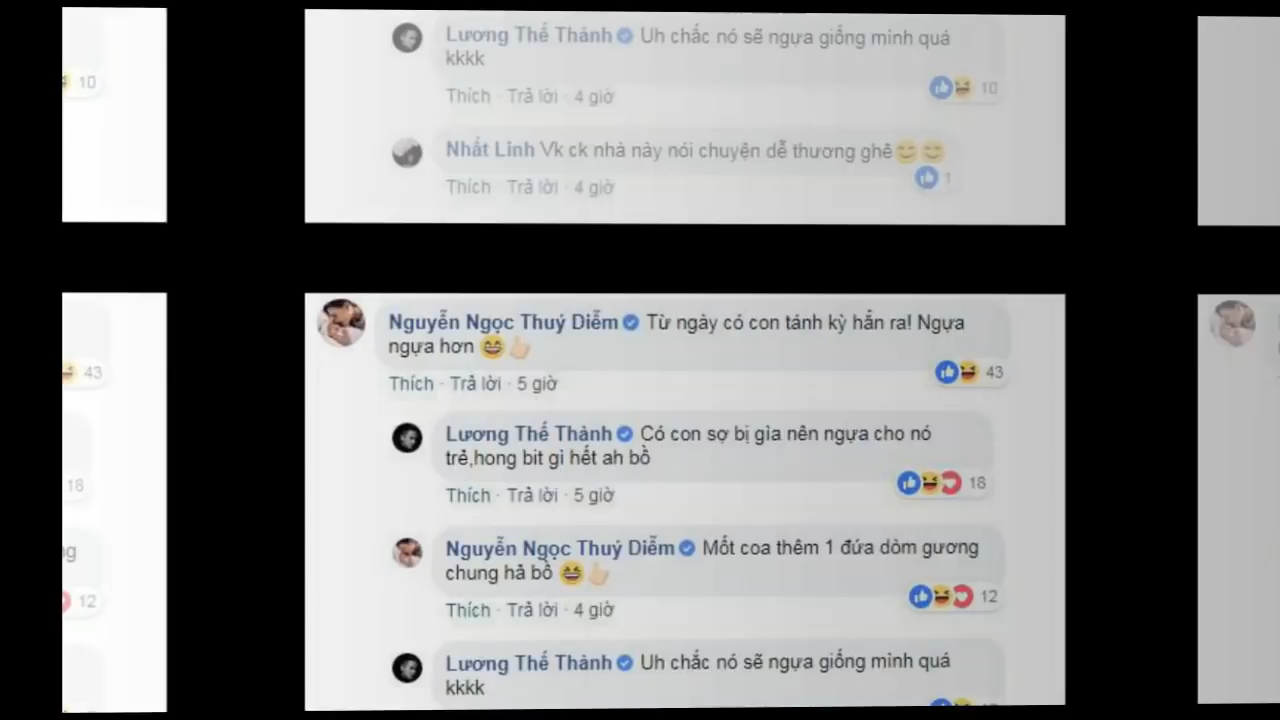 10
Lương Thế Thành Uh chắc nó sẽ ngựa giống mình quá
kkkk
Thích · Trả lời · 4 giờ
10
Nhất Linh Vk ck nhà này nói chuyện dễ thương ghê
Thích · Trả lời · 4 giờ
1
43
18
12
Nguyễn Ngọc Thuý Diễm Từ ngày có con tánh kỳ hẳn ra! Ngựa
ngựa hơn
Thích · Trả lời · 5 giờ
43
Lương Thế Thành Có con sợ bị gìa nên ngựa cho nó
trẻ,hong bit gì hết ah bồ
Thích · Trả lời · 5 giờ
18
Nguyễn Ngọc Thuý Diễm Mốt coa thêm 1 đứa dòm gương
chung hả bồ
Thích · Trả lời · 4 giờ
12
Lương Thế Thành Uh chắc nó sẽ ngựa giống mình quá
kkkk